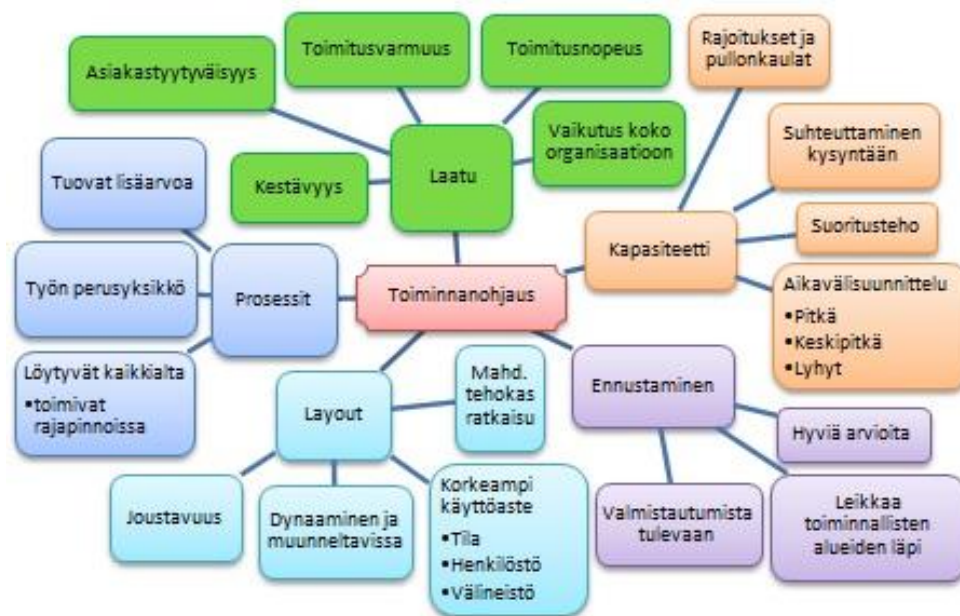 Toimitusvarmuus
Toimitusnopeus
Rajoitukset ja
pullonkaulat
Asiakastyytyväisyys
Vaikutus koko
organisaatioon
Suhteuttaminen
kysyntään
Tuovat lisäarvoa
Kestävyys
Laatu
Kapasiteetti
Suoritusteho
Työn perusyksikkö
Prosessit
Toiminnanohjaus
Aikavälisuunnittelu
▪Pitkä
▪Keskipitkä
▪Lyhyt
Löytyvät kaikkialta
▪toimivat
rajapinnoissa
Layout
Mahd.
tehokas
ratkaisu
Ennustaminen
Hyviä arvioita
Joustavuus
Dynaaminen ja
muunneltavissa
Korkeampi
käyttöaste
▪Tila
▪Henkilöstö
▪Välineistö
Valmistautumista
tulevaan
Leikkaa
toiminnallisten
alueiden läpi